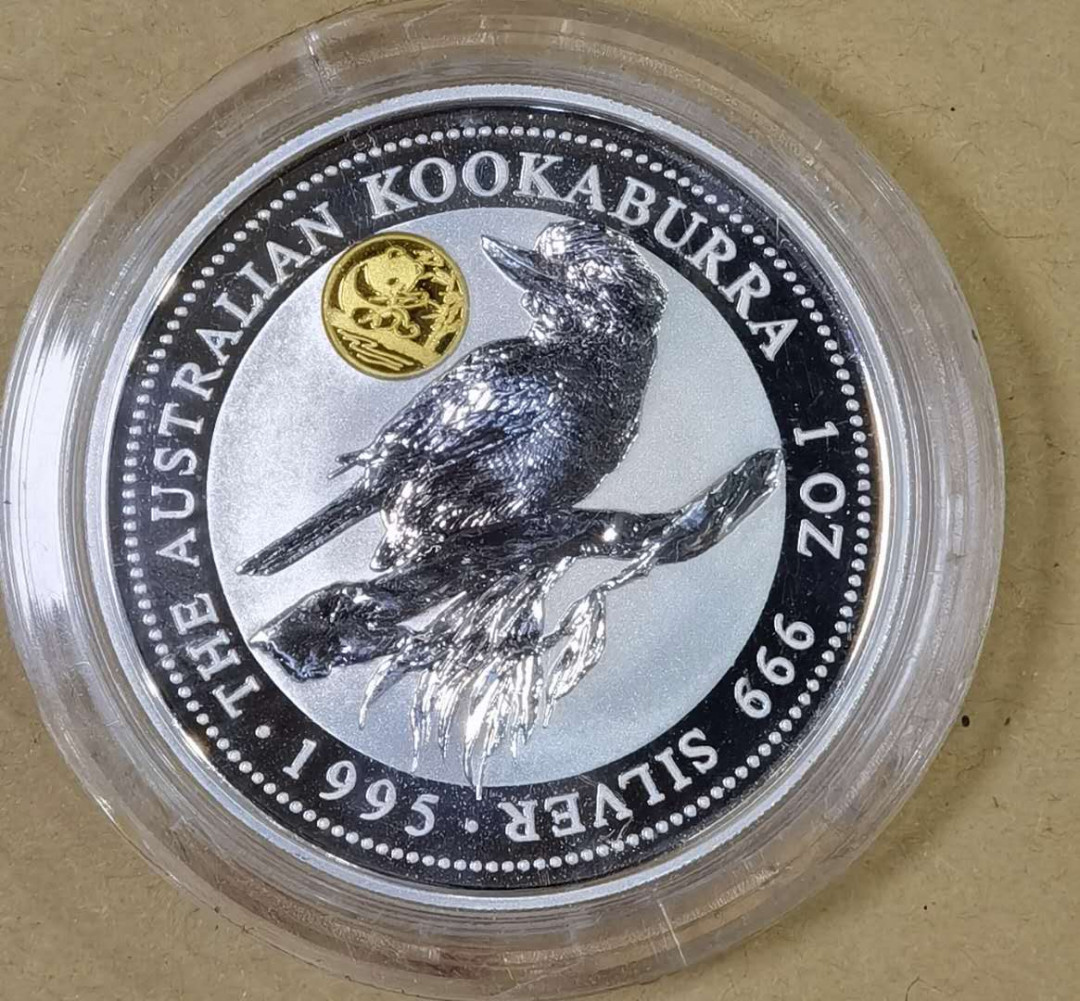 THE AUSTRALIAN KOOKABURRA 1 OZ 999 SILVER · 1995 ·